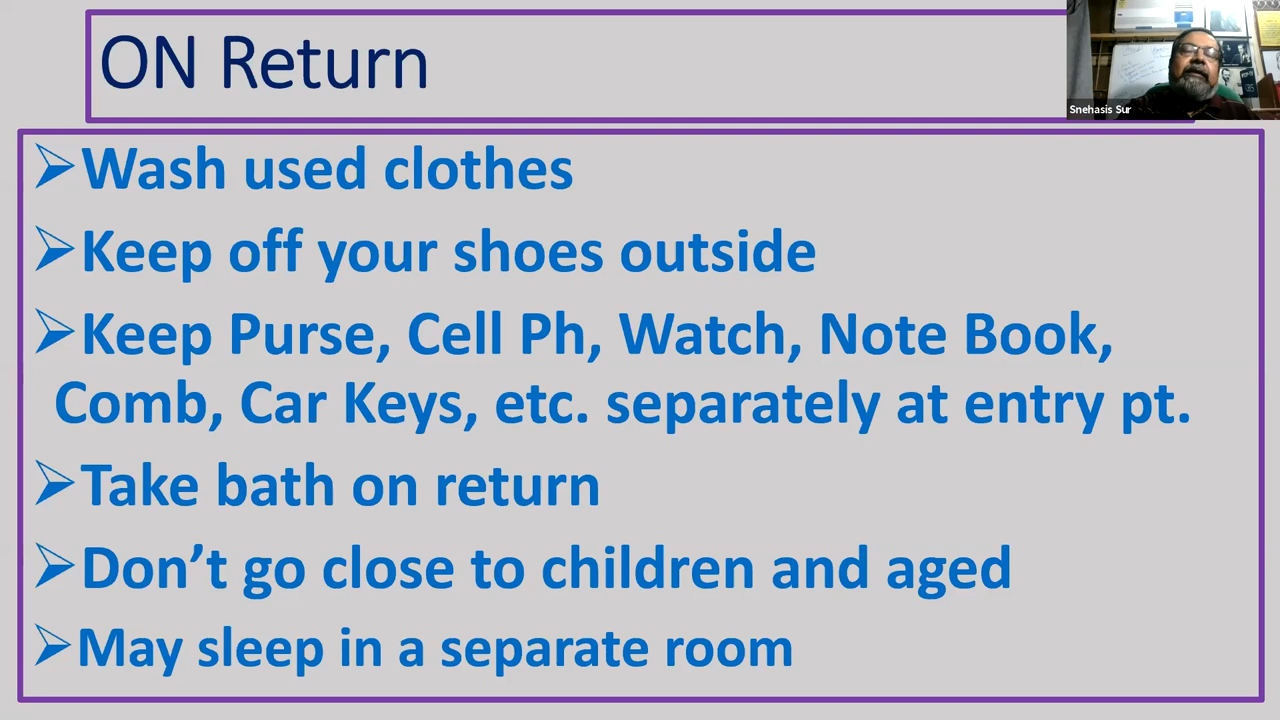 ON Return
Snehasis Sur
Wash used clothes
Keep off your shoes outside
Keep Purse, Cell Ph, Watch, Note Book,
Comb, Car Keys, etc. separately at entry pt.
Take bath on return
Don’t go close to children and aged
May sleep in a separate room